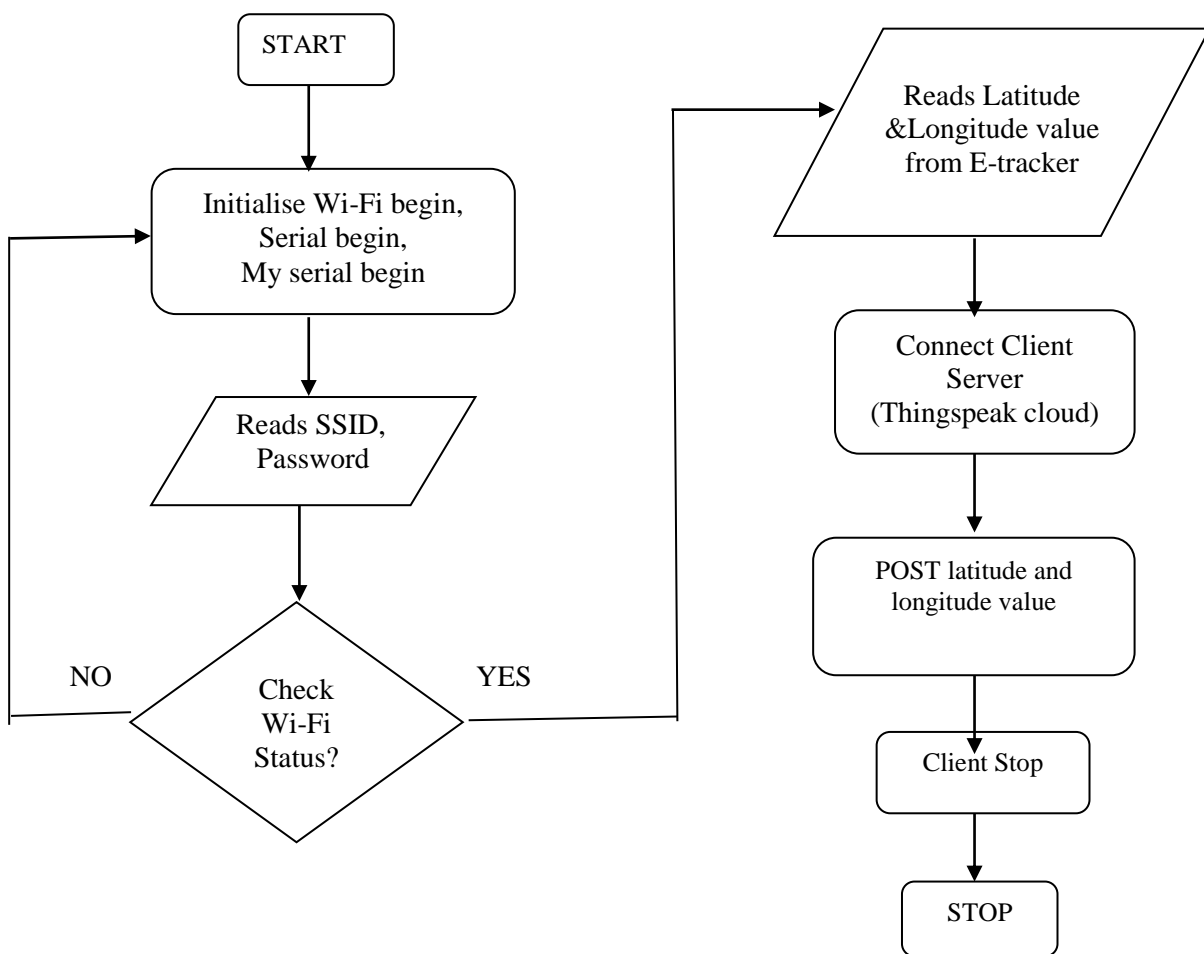 START
Initialise Wi-Fi begin,
Serial begin,
My serial begin
Reads SSID,
Password
Check
Wi-Fi
Status?
NO
YES
Reads Latitude
&Longitude value
from E-tracker
Connect Client
Server
(Thingspeak cloud)
POST latitude and
longitude value
Client Stop
STOP